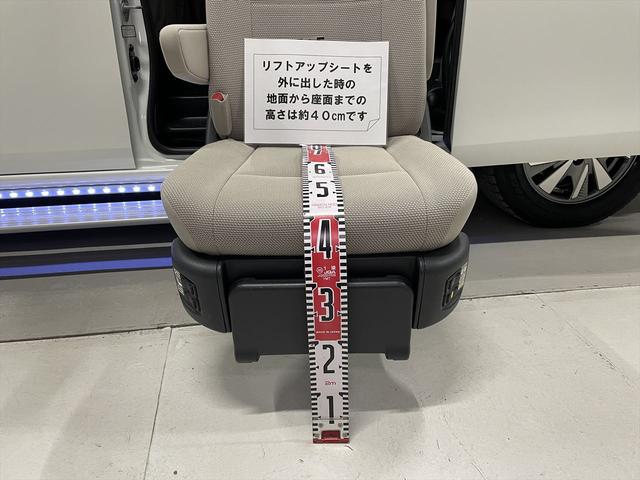 リフトアップシートを
外に出した時の
地面から座面までの
高さは約４０㎝です
6
5
4
3
2
2m
1